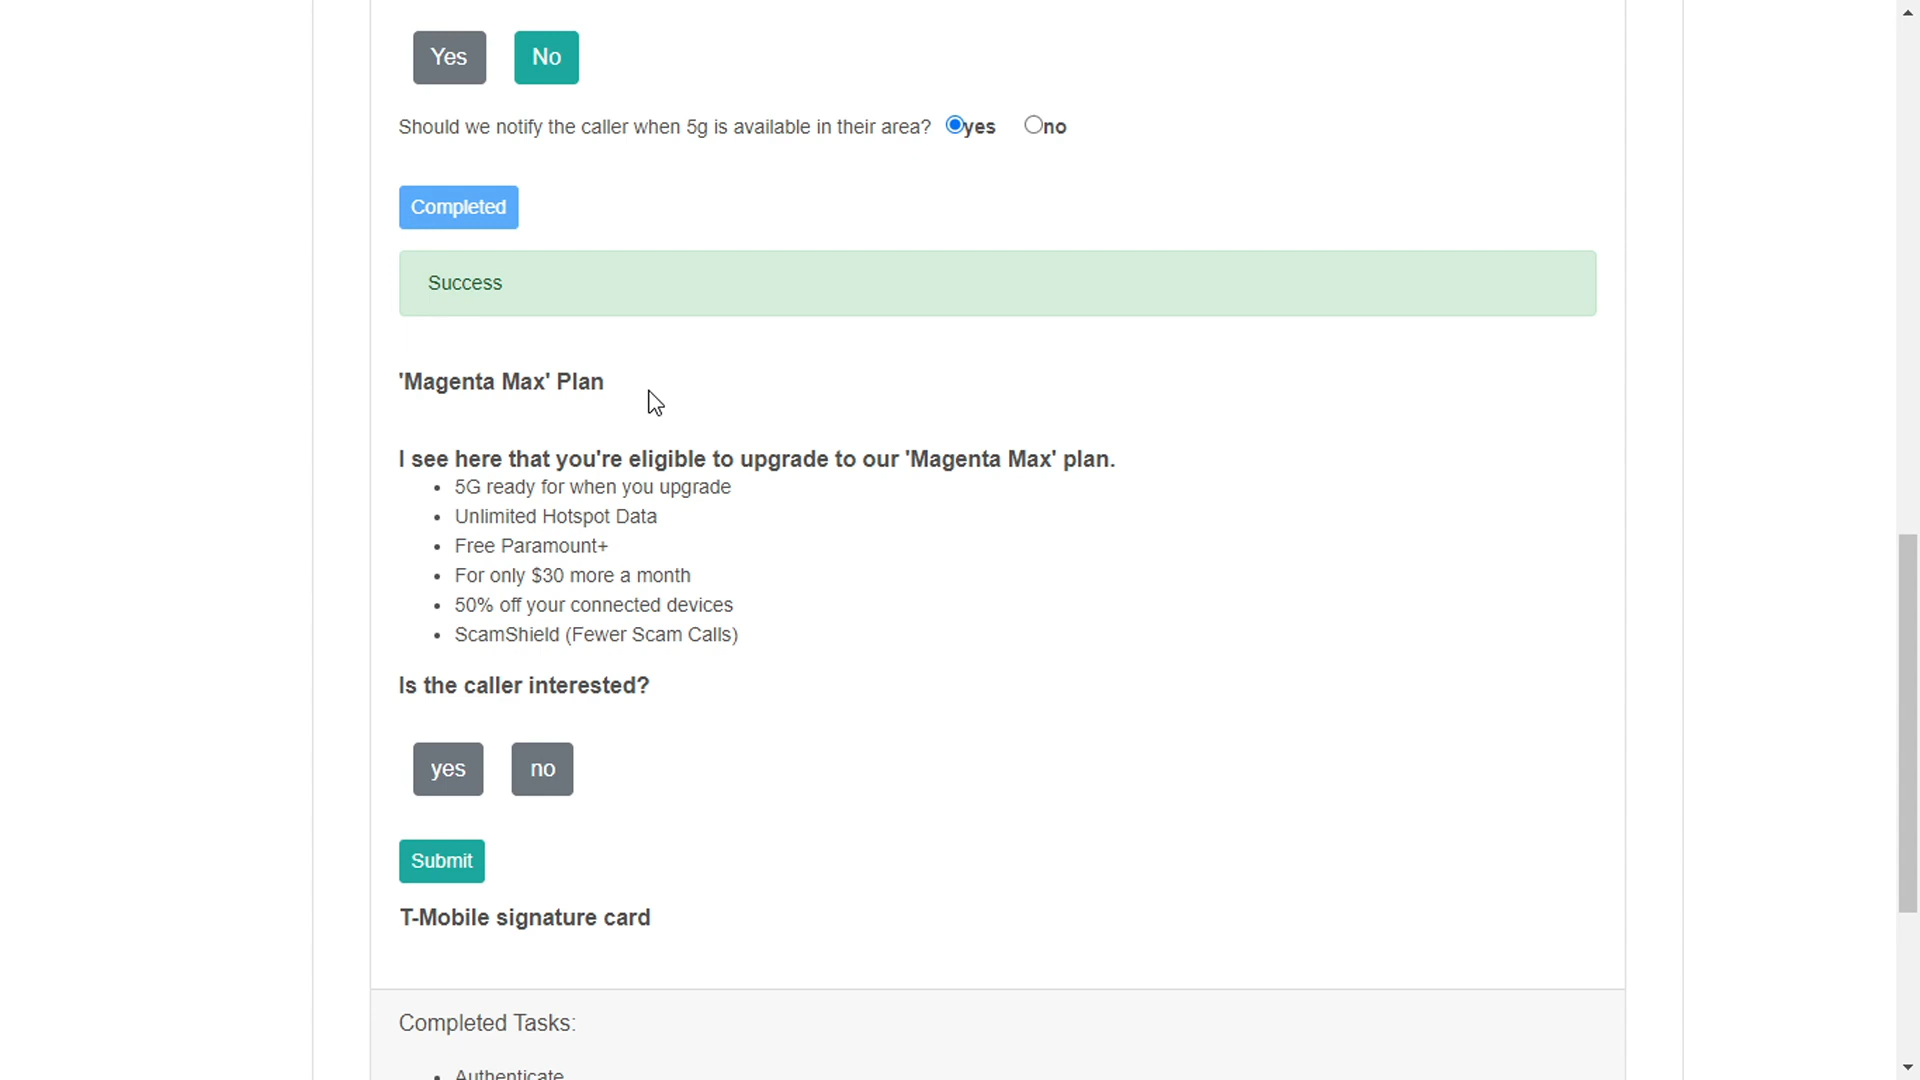 Yes No
Should we notify the caller when 5g is available in their area? yes no
Completed
Success
'Magenta Max' Plan
I see here that you're eligible to upgrade to our 'Magenta Max' plan.
• 5G ready for when you upgrade
• Unlimited Hotspot Data
• Free Paramount+
• For only $30 more a month
• 50% off your connected devices
• ScamShield (Fewer Scam Calls)
Is the caller interested?
yes no
Submit
T-Mobile signature card
Completed Tasks:
• Authenticate